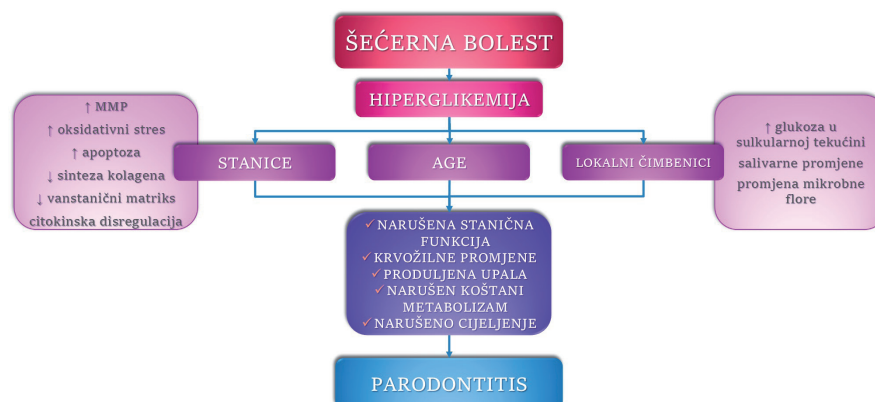 ŠEĆERNA BOLEST
HIPERGLIKEMIJA
↑ MMP
↑ oksidativni stres
↑ apoptoza
↓ sinteza kolagena
↓ vanstanični matriks
citokinska disregulacija
STANICE
AGE
LOKALNI ČIMBENICI
↑ glukoza u
sulkularnoj tekućini
salivarne promjene
promjena mikrobne
flore
✓NARUŠENA STANIČNA
FUNKCIJA
✓KRVOŽILNE PROMJENE
✓PRODULJENA UPALA
✓NARUŠEN KOŠTANI
METABOLIZAM
✓NARUŠENO CIJELJENJE
PARODONTITIS